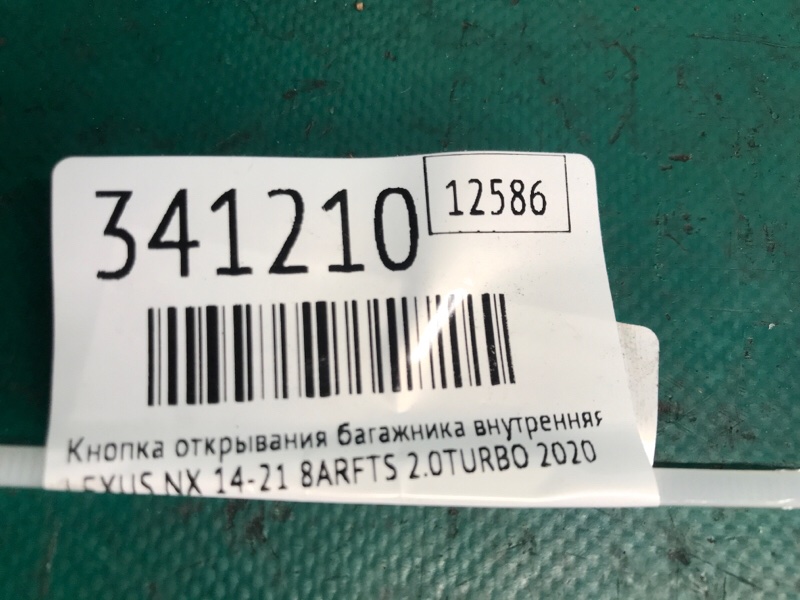 341210
12586
Кнопка открывания багажника внутренняя
LEXUS NX 14-21 8ARFTS 2.0TURBO 2020